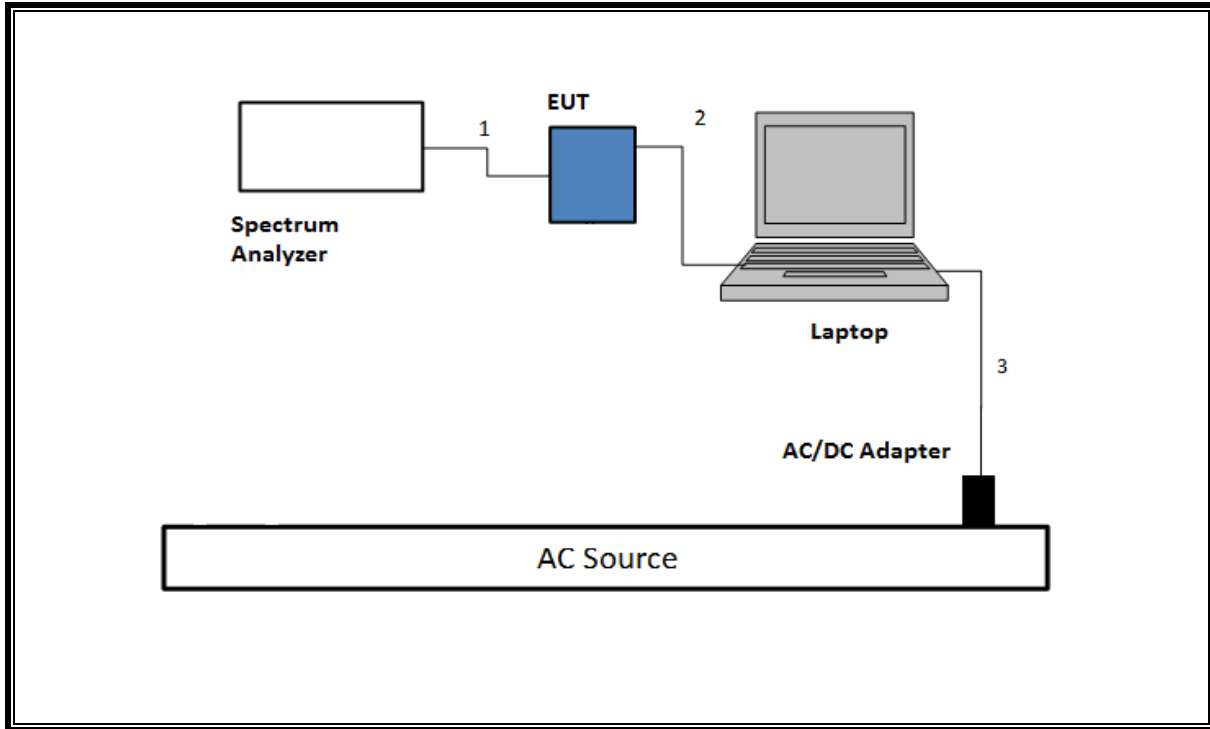 EUT
1
2
Spectrum
Analyzer
Laptop
3
AC/DC Adapter
AC Source